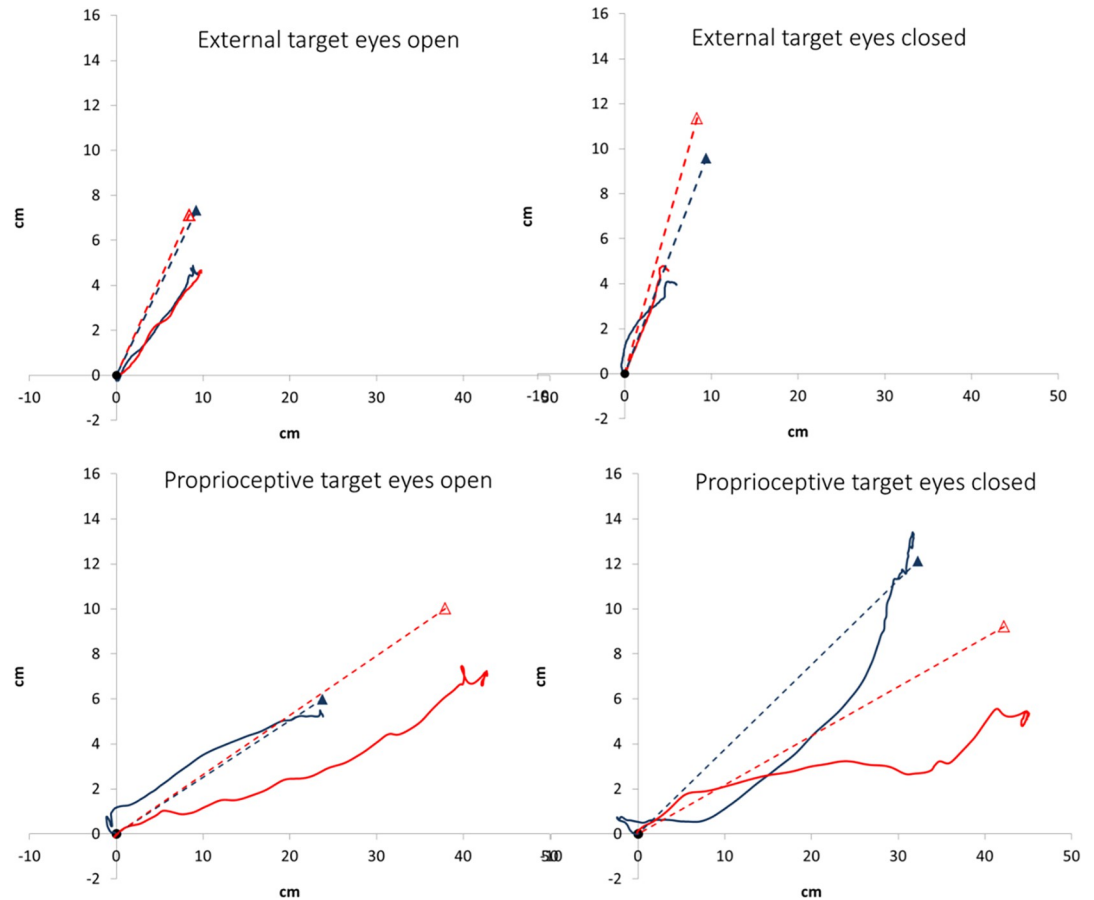 External target eyes open
16
14
12
10
8
6
4
2
0
-2
cm
-10 0 10 20 30 40
cm
External target eyes closed
16
14
12
10
8
6
4
2
0
-2
cm
0 10 20 30 40 50
cm
Proprioceptive target eyes open
16
14
12
10
8
6
4
2
0
-2
cm
-10 0 10 20 30 40
cm
Proprioceptive target eyes closed
16
14
12
10
8
6
4
2
0
-2
cm
0 10 20 30 40 50
cm